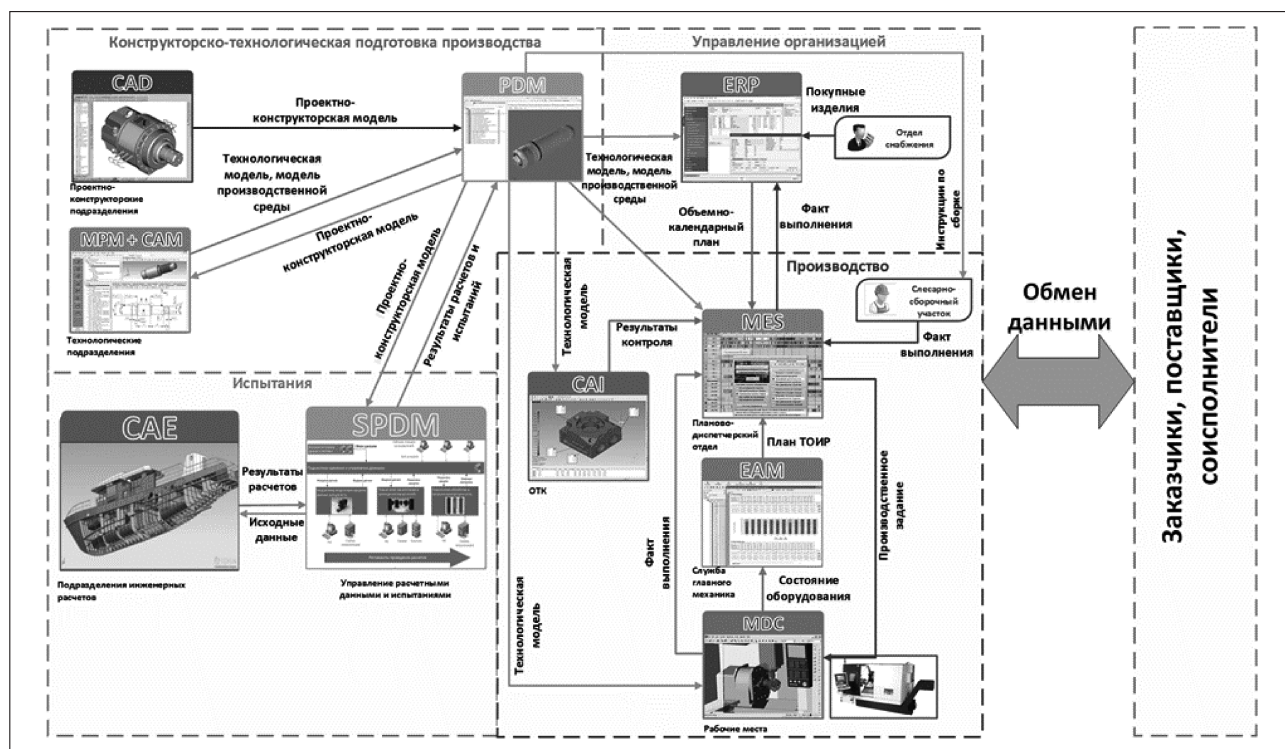 Конструкторско-технологическая подготовка производства
Управление организацией
CAD
Проектно-
конструкторские
подразделения
Проектно-
конструкторская модель
PDM
ERP
Покупные
изделия
Отдел
снабжения
Технологическая
модель, модель
производственной
среды
Технологическая
модель, модель
производственной
среды
Проектно-
конструкторская модель
MPM + CAM
Технологические
подразделения
Проектно-
конструкторская модель
Результаты расчетов и
испытаний
Объемно-
календарный
план
Факт
выполнения
Инструкции по
сборке
Производство
Технологическая
модель
Слесарно-
сборочный
участок
Факт
выполнения
MES
Результаты
контроля
Планово-
диспетчерский
отдел
CAI
ОТК
План ТОИР
EAM
Служба
главного
механика
Состояние
оборудования
Производственное
задание
Факт
выполнения
Технологическая
модель
MDC
Рабочие места
Испытания
CAE
Подразделения инженерных
расчетов
Результаты
расчетов
Исходные
данные
SPDM
Управление расчетными
данными и испытаниями
Обмен
данными
Заказчики, поставщики,
соисполнители